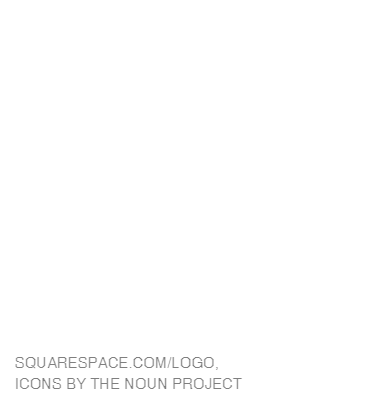 SQUARESPACE.COM/LOGO,
ICONS BY THE NOUN PROJECT